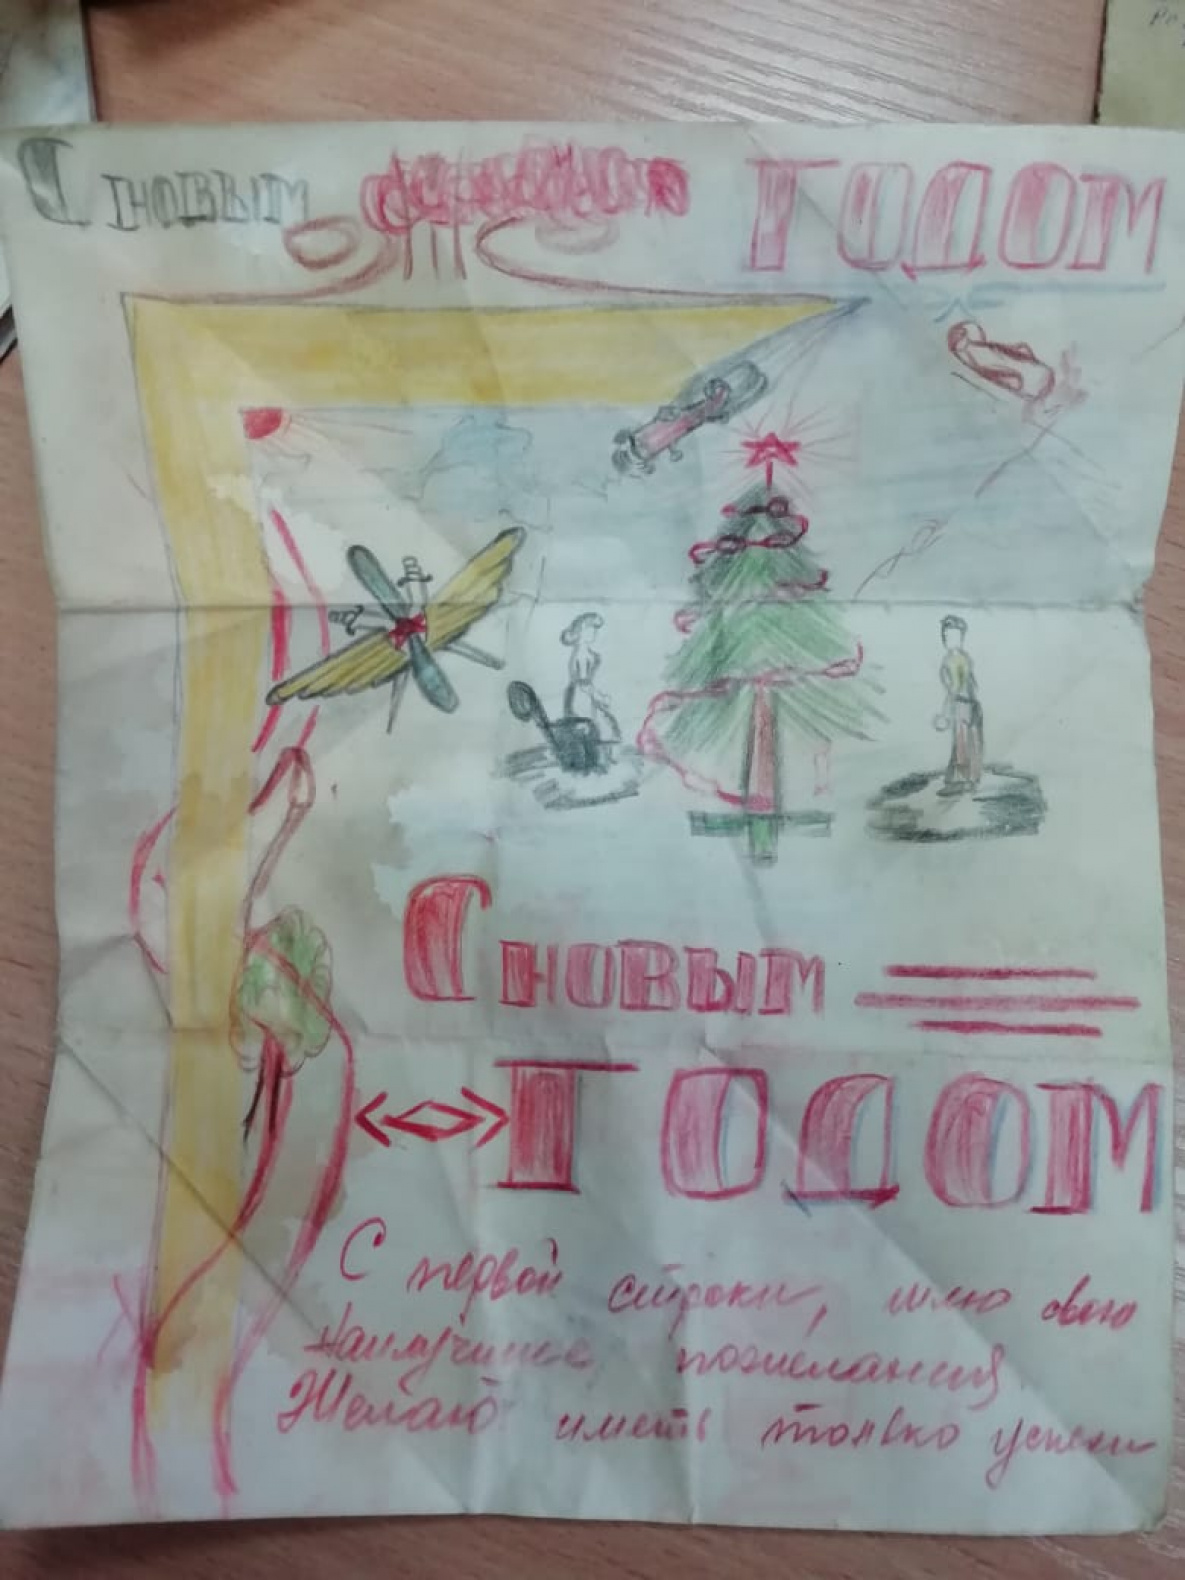 С новым годом
С новым
Годом
С первой строки, шлю свои
Наилучшие пожелания
Желаю иметь только успехи